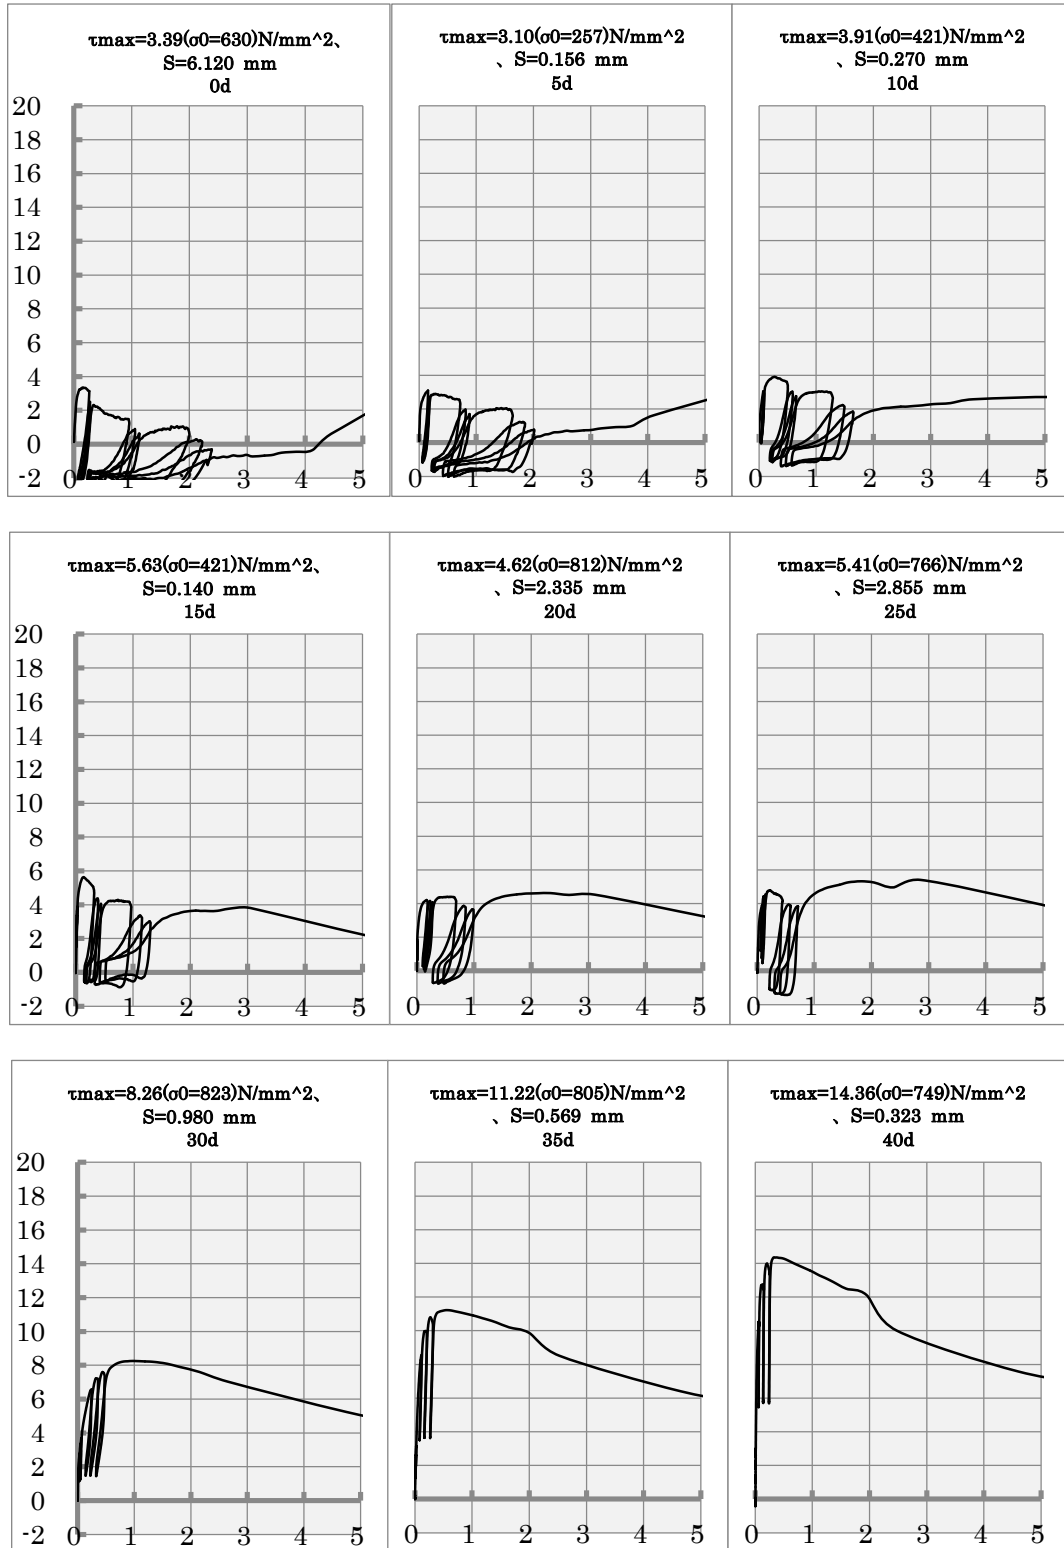 τmax=3.39(σ0=630)N/mm^2、
S=6.120 mm
0d
τmax=3.10(σ0=257)N/mm^2
、S=0.156 mm
5d
τmax=3.91(σ0=421)N/mm^2
、S=0.270 mm
10d
20
18
16
14
12
10
8
6
4
2
0
-2
0 1 2 3 4 5
0 1 2 3 4 5
0 1 2 3 4 5
τmax=5.63(σ0=421)N/mm^2、
S=0.140 mm
15d
τmax=4.62(σ0=812)N/mm^2
、S=2.335 mm
20d
τmax=5.41(σ0=766)N/mm^2
、S=2.855 mm
25d
20
18
16
14
12
10
8
6
4
2
0
-2
0 1 2 3 4 5
0 1 2 3 4 5
0 1 2 3 4 5
τmax=8.26(σ0=823)N/mm^2、
S=0.980 mm
30d
τmax=11.22(σ0=805)N/mm^2
、S=0.569 mm
35d
τmax=14.36(σ0=749)N/mm^2
、S=0.323 mm
40d
20
18
16
14
12
10
8
6
4
2
0
-2
0 1 2 3 4 5
0 1 2 3 4 5
0 1 2 3 4 5